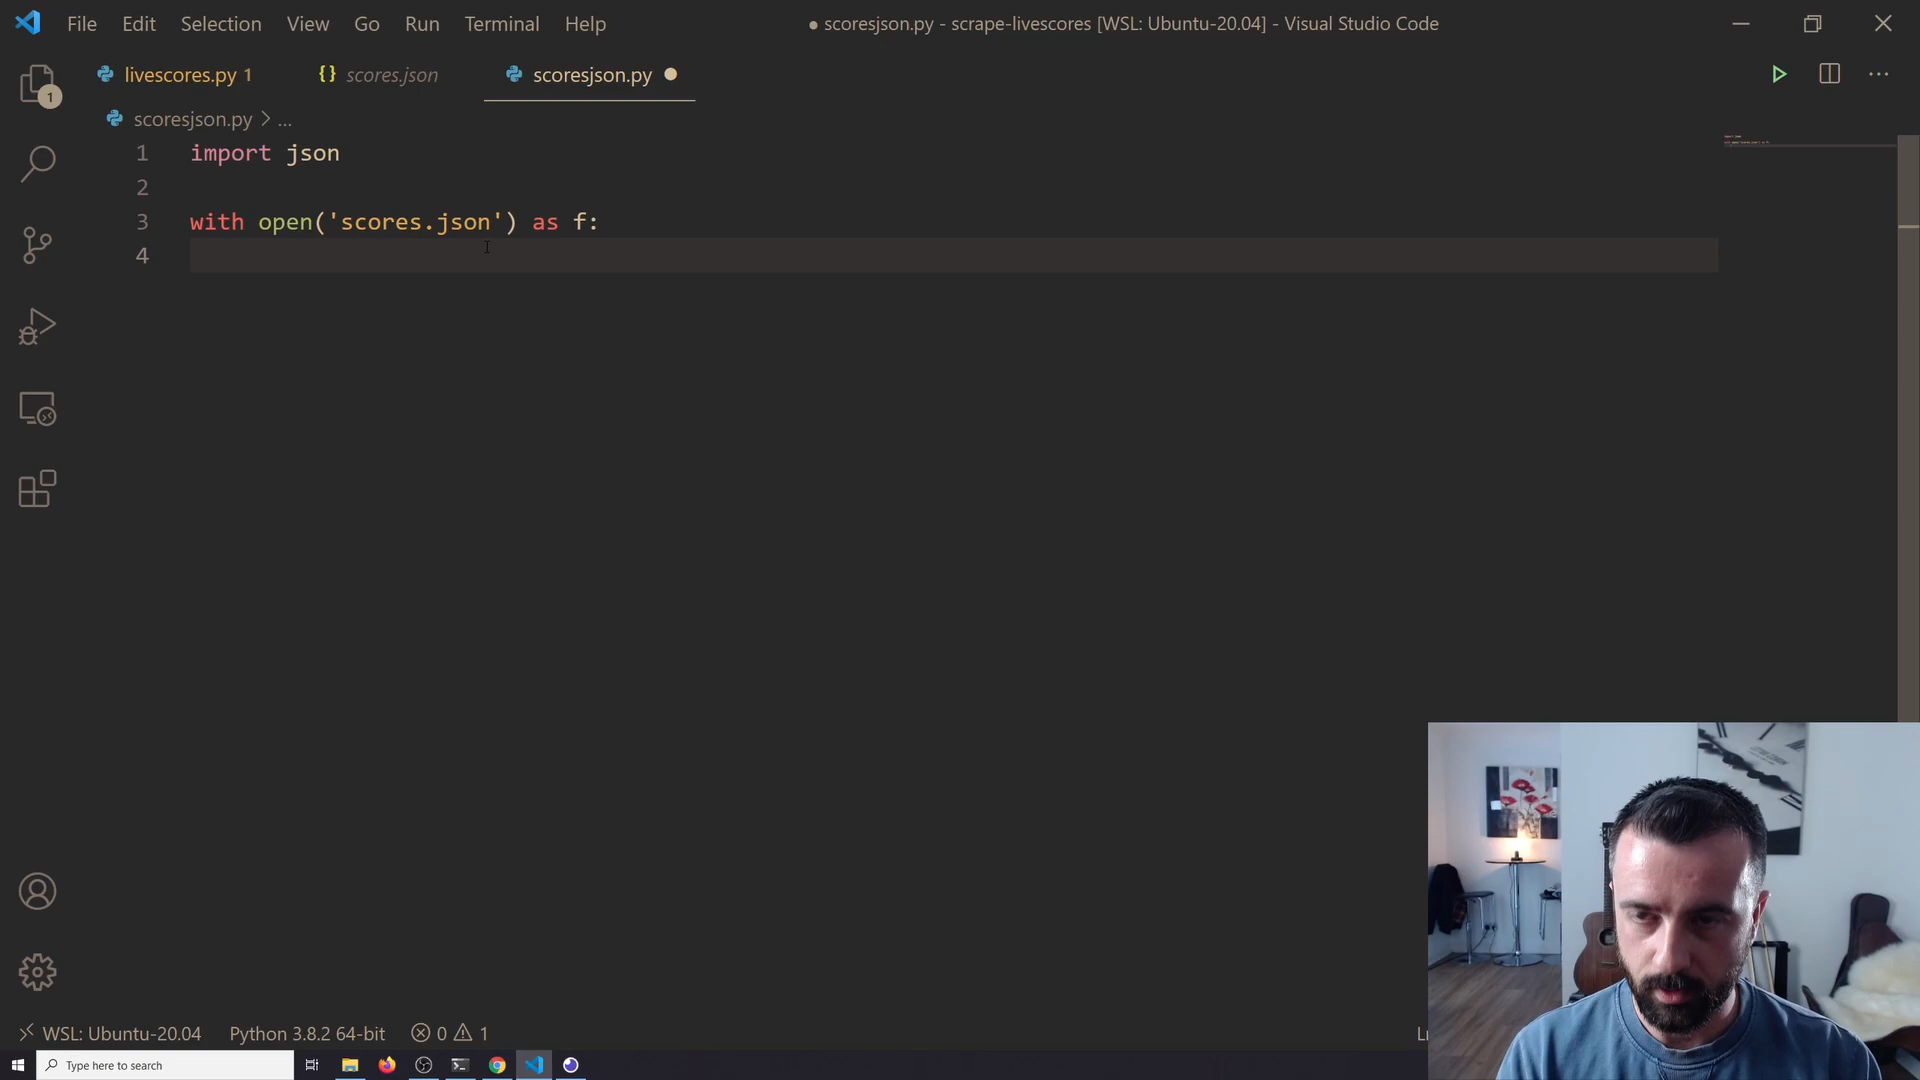 File Edit Selection View Go Run Terminal Help
● scoresjson.py - scrape-livescores [WSL: Ubuntu-20.04] - Visual Studio Code
livescores.py 1
{} scores.json
scoresjson.py
scoresjson.py > ...
1 import json
2
3 with open('scores.json') as f:
4
1
WSL: Ubuntu-20.04 Python 3.8.2 64-bit 0 1
Type here to search